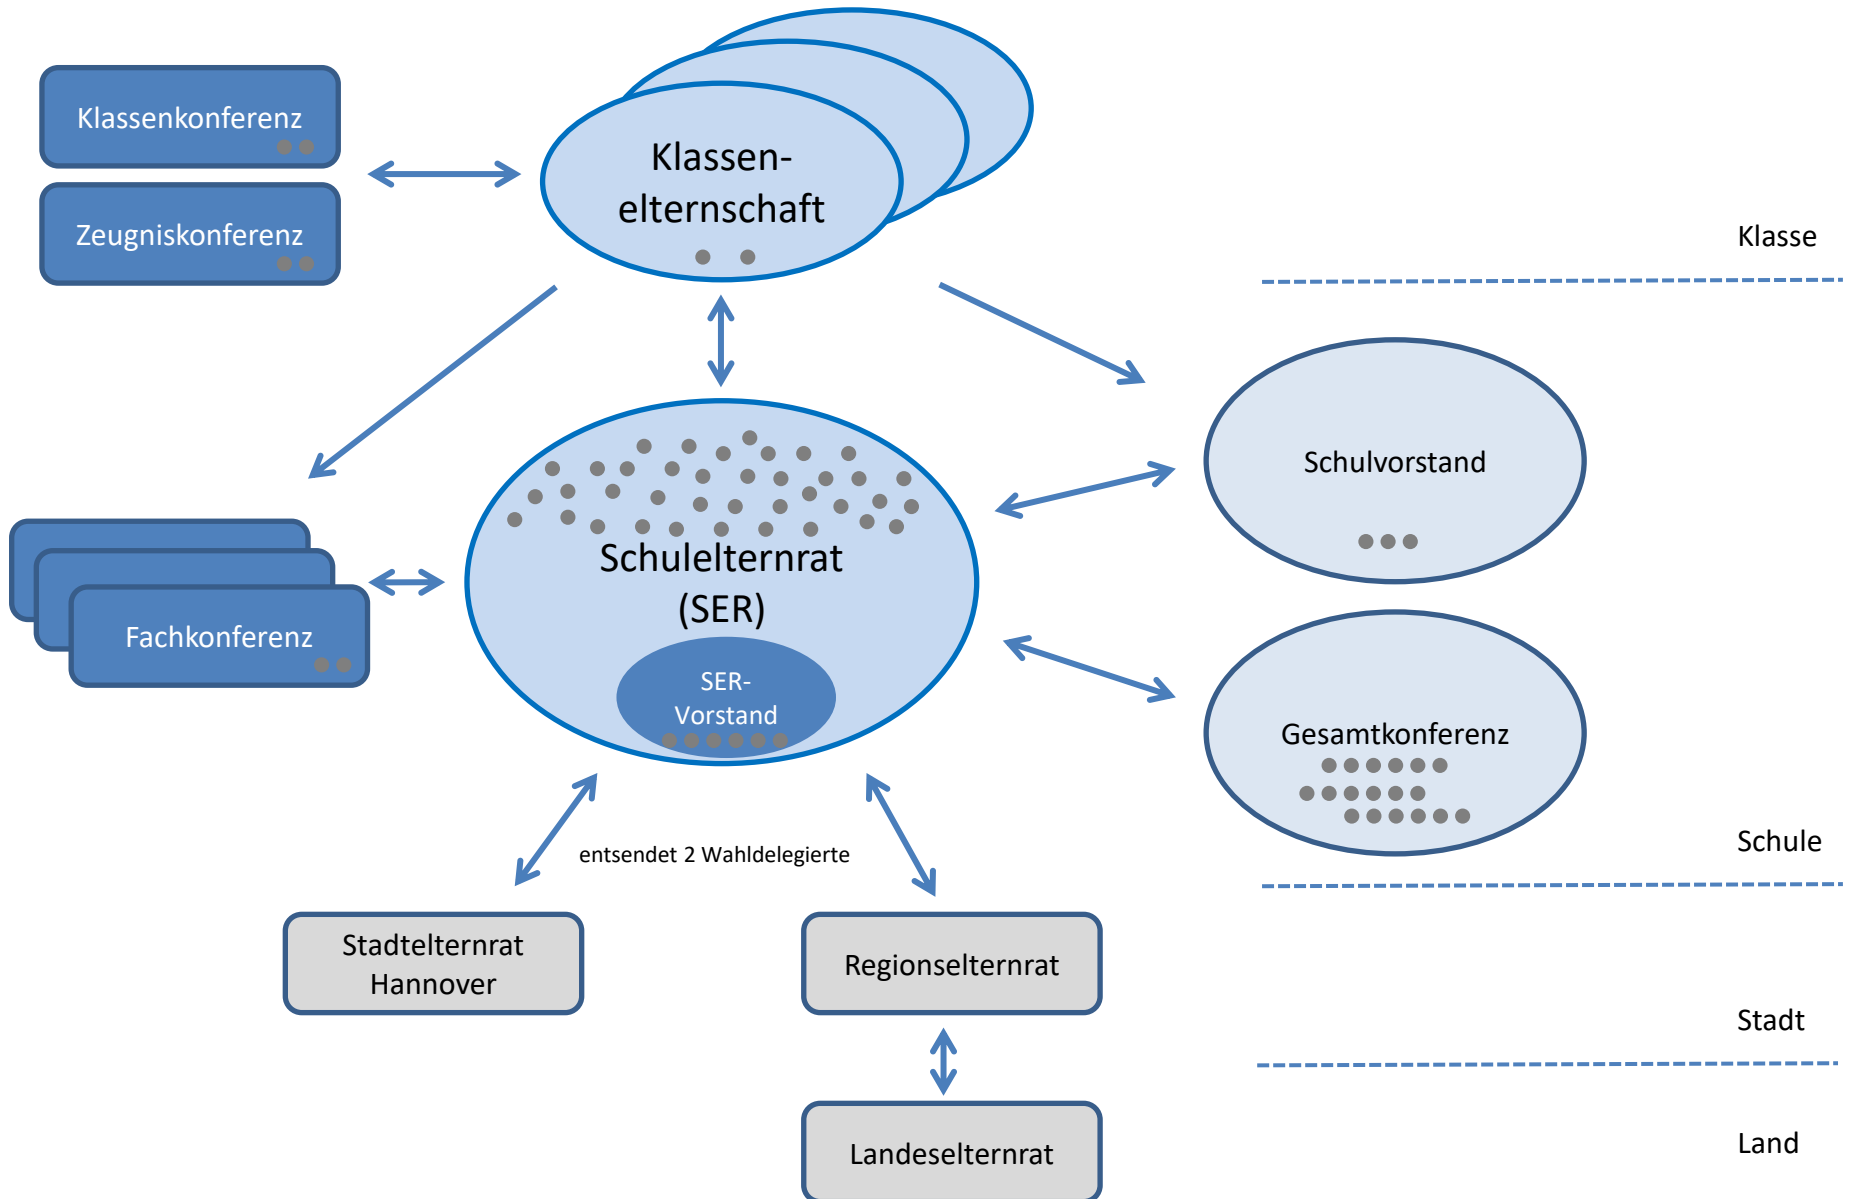 Klassenkonferenz
Zeugniskonferenz
Klassen-
elternschaft
Klasse
Schulvorstand
Schulelternrat
(SER)
Fachkonferenz
SER-
Vorstand
Gesamtkonferenz
Schule
entsendet 2 Wahldelegierte
Stadtelternrat
Hannover
Regionselternrat
Stadt
Landeselternrat
Land